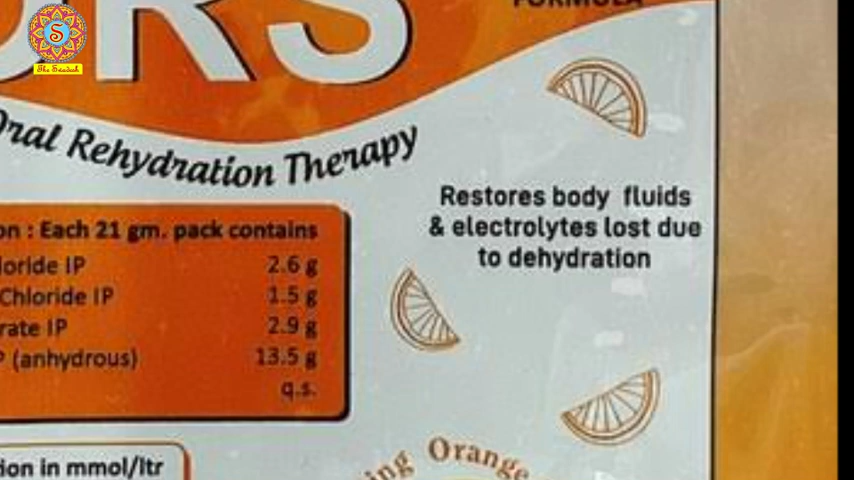 ORS
FORMULA
The Swadak
Oral Rehydration Therapy
Restores body fluids
& electrolytes lost due
to dehydration
on : Each 21 gm. pack contains
loride IP 2.6 g
Chloride IP 1.5 g
rate IP 2.9 g
P (anhydrous) 13.5 g
q.s.
ion in mmol/ltr
ing Orange